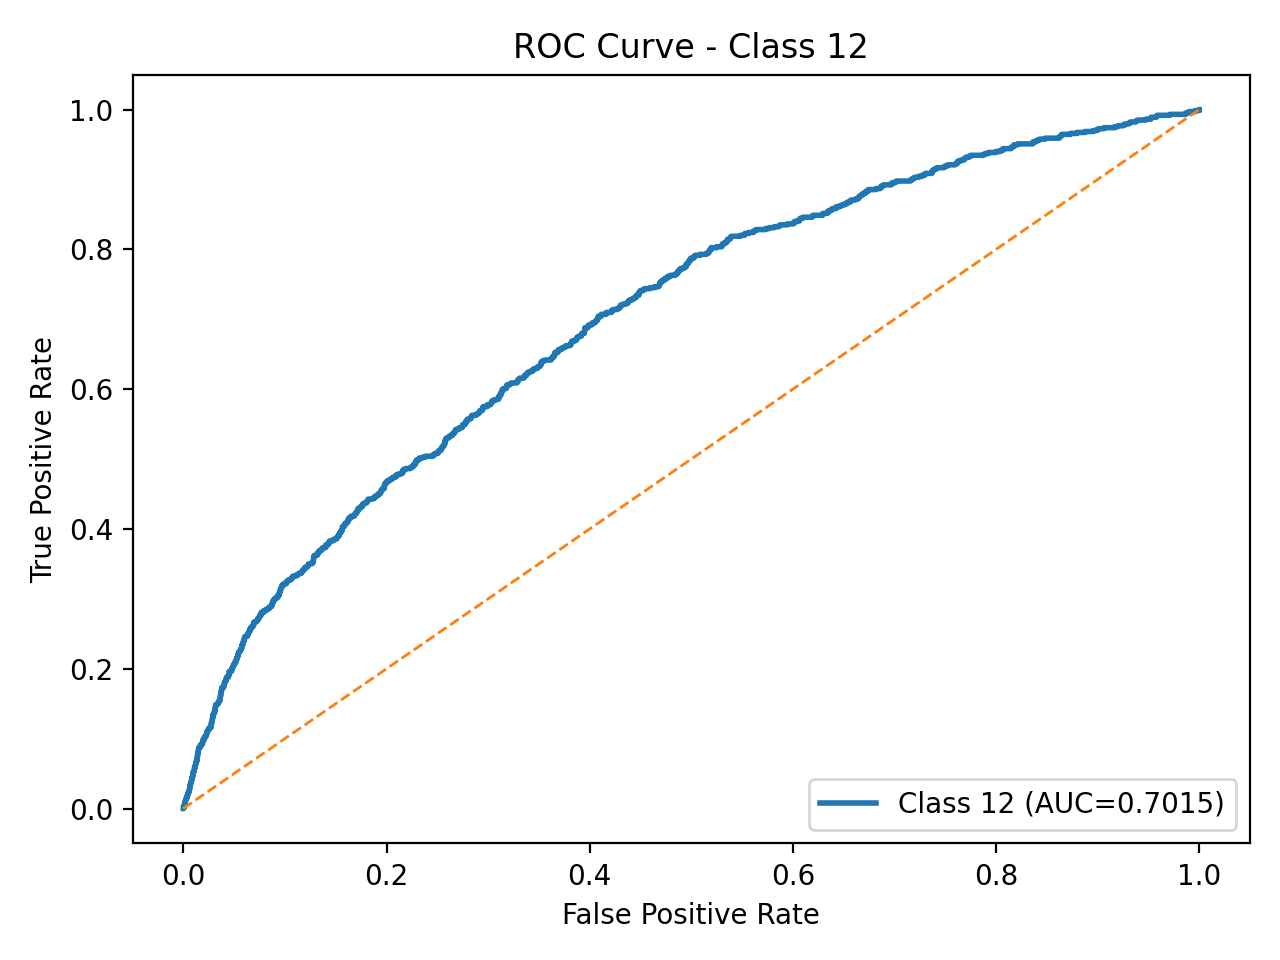 ROC Curve - Class 12
True Positive Rate
1.0
0.8
0.6
0.4
0.2
0.0
Class 12 (AUC=0.7015)
0.0 0.2 0.4 0.6 0.8 1.0
False Positive Rate